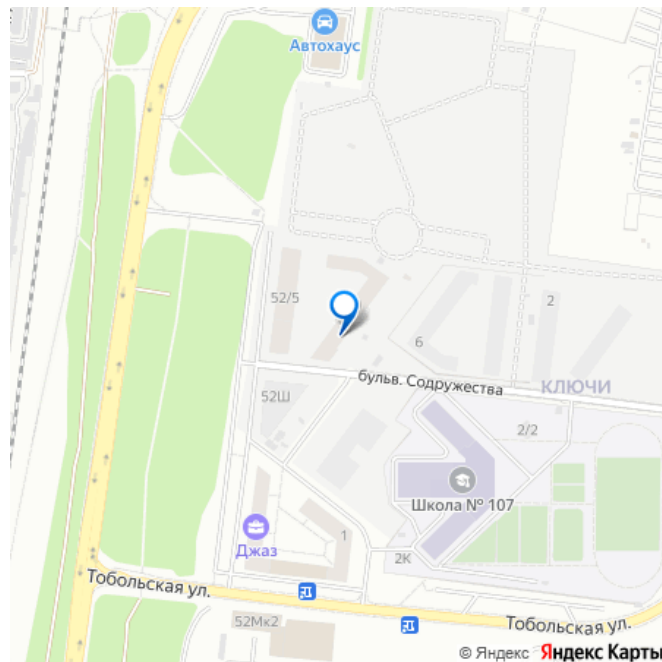 Автохаус
52/5
2
6
бульв. Содружества
КЛЮЧИ
52Ш
2/2
Школа № 107
1
Джаз
2К
Тобольская ул.
Тобольская ул.
52Мк2
© Яндекс Яндекс Карты